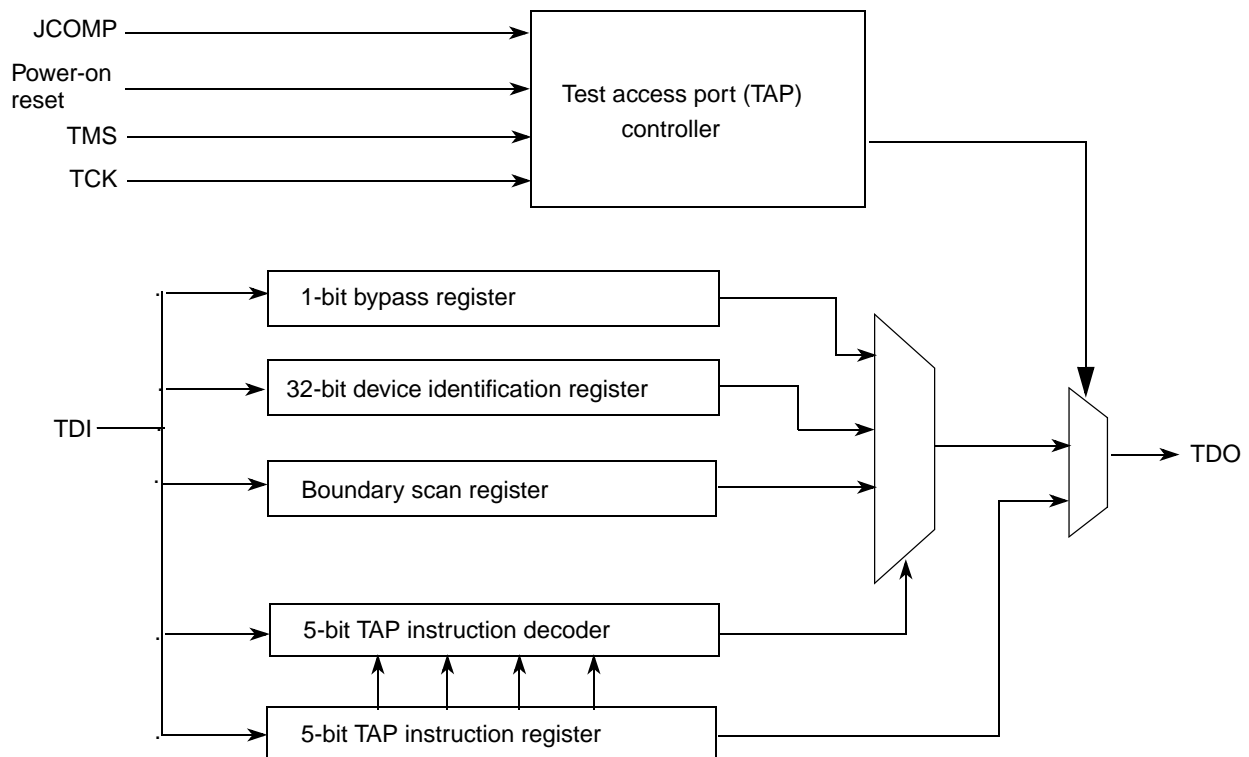 JCOMP
Power-on
reset
TMS
TCK
Test access port (TAP)
controller
1-bit bypass register
32-bit device identification register
TDI
Boundary scan register
TDO
5-bit TAP instruction decoder
5-bit TAP instruction register